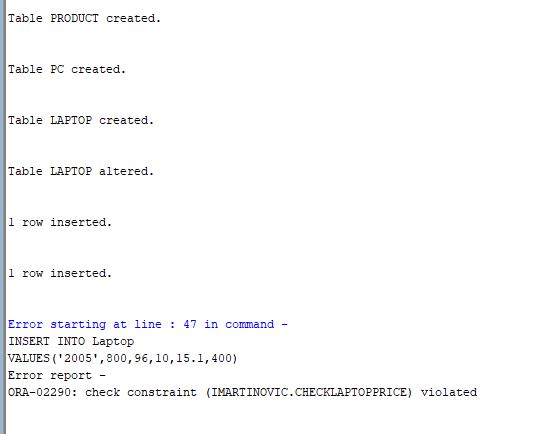 Table PRODUCT created.
Table PC created.
Table LAPTOP created.
Table LAPTOP altered.
1 row inserted.
1 row inserted.
Error starting at line : 47 in command -
INSERT INTO Laptop
VALUES('2005',800,96,10,15.1,400)
Error report -
ORA-02290: check constraint (IMARTINOVIC.CHECKLAPTOPPRICE) violated